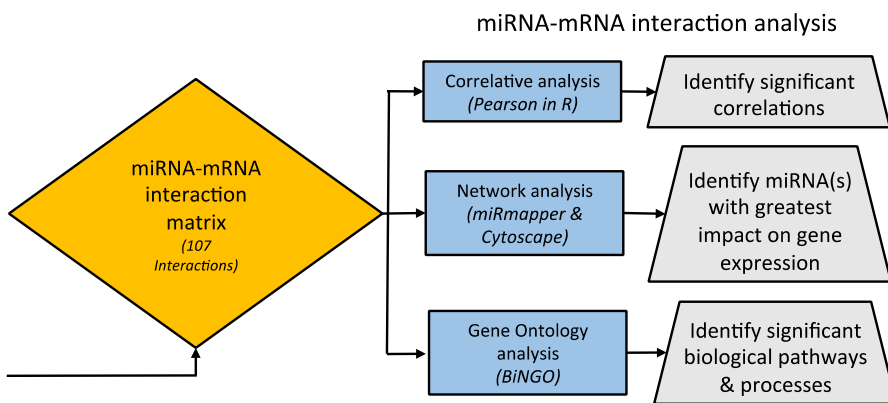 miRNA-mRNA interaction analysis
miRNA-mRNA
interaction
matrix
(107
Interactions)
Correlative analysis
(Pearson in R)
Identify significant
correlations
Network analysis
(miRmapper &
Cytoscape)
Identify miRNA(s)
with greatest
impact on gene
expression
Gene Ontology
analysis
(BiNGO)
Identify significant
biological pathways
& processes